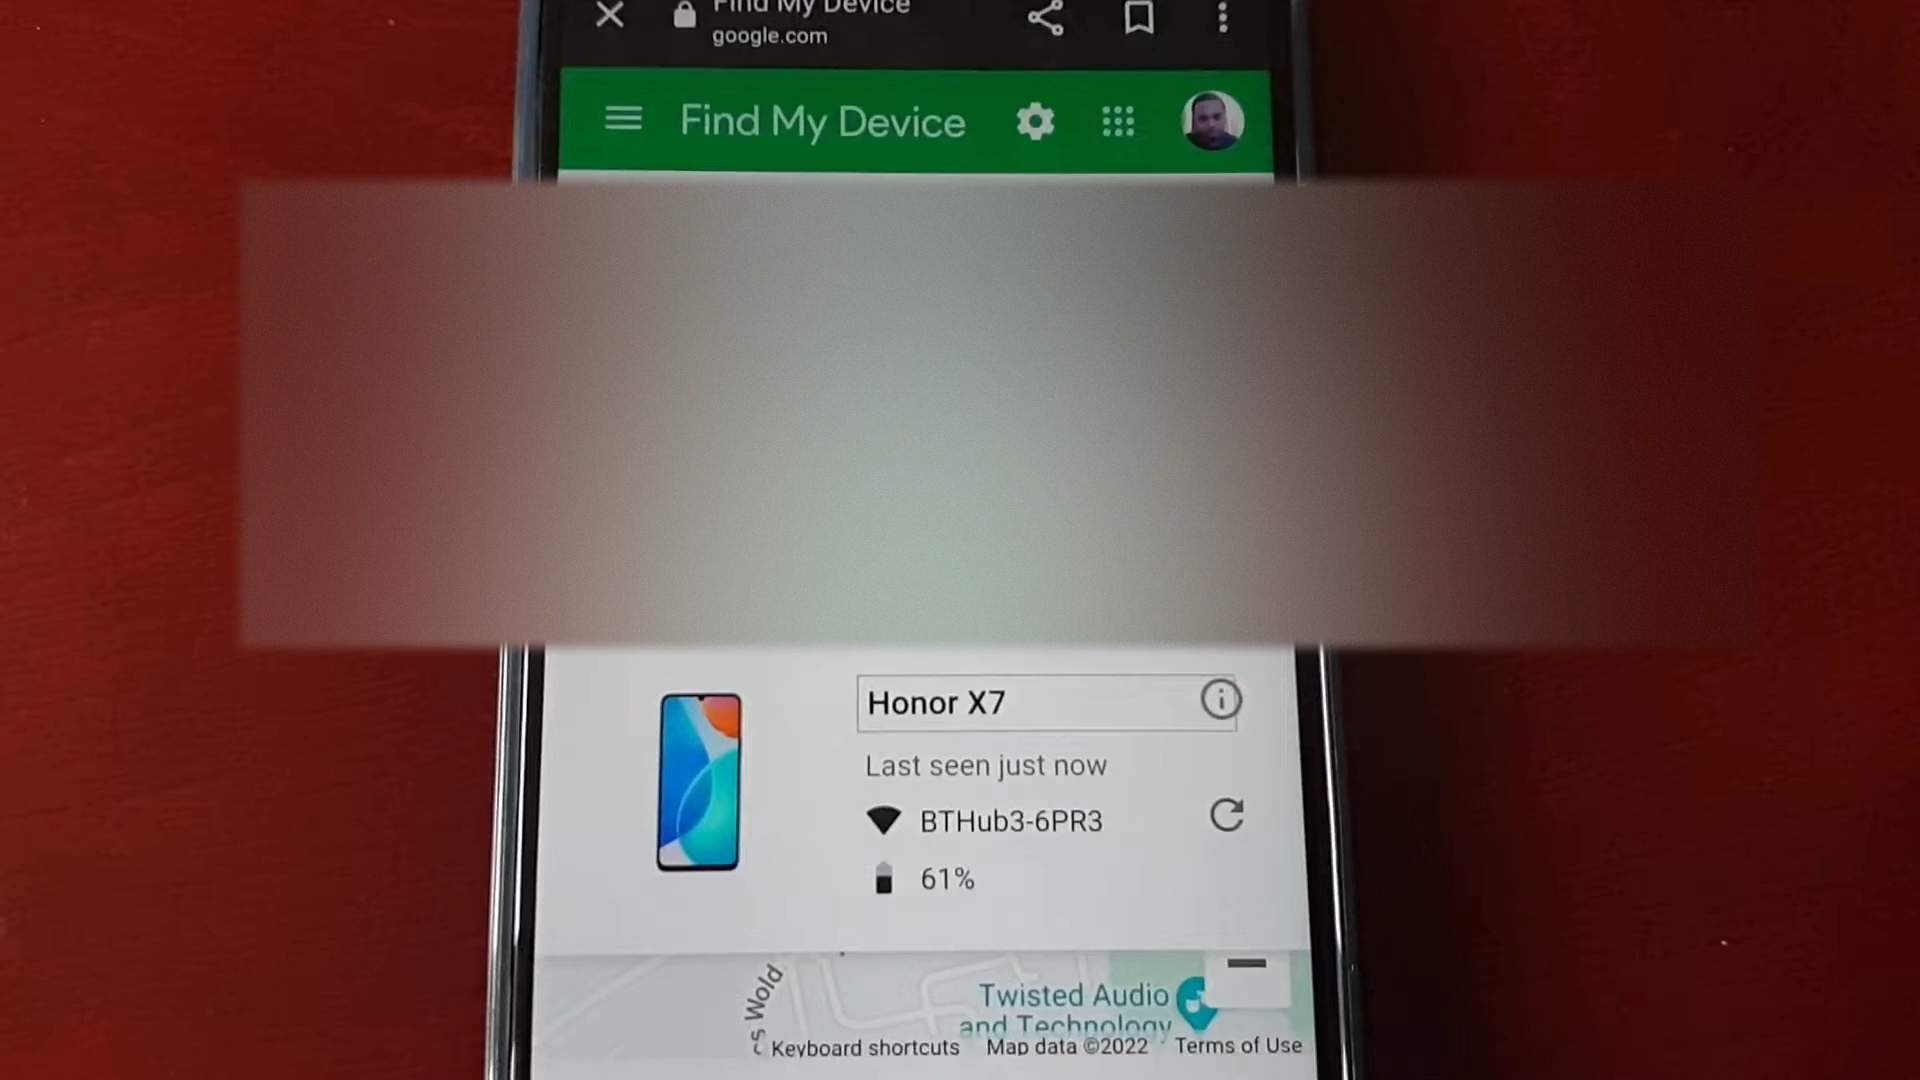 Find My Device
google.com
Find My Device
Honor X7
Last seen just now
BTHub3-6PR3
61%
Wold
Twisted Audio
and Technology
Keyboard shortcuts Map data ©2022 Terms of Use